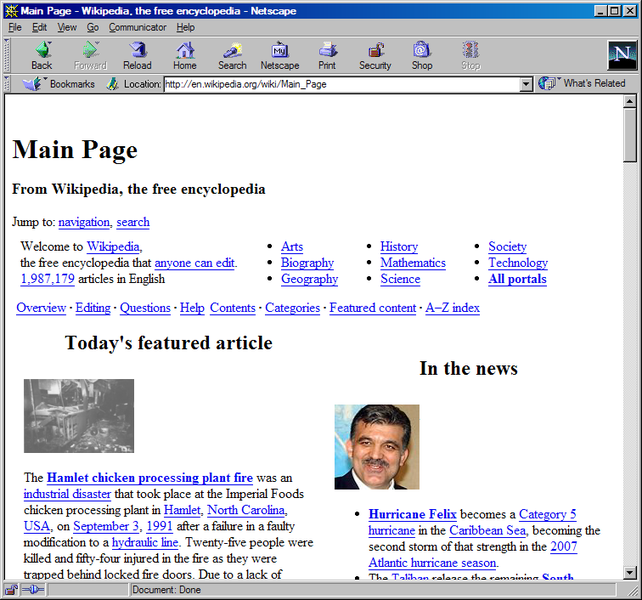 Main Page - Wikipedia, the free encyclopedia - Netscape
File Edit View Go Communicator Help
Back Forward Reload Home Search Netscape Print Security Shop Stop
My
N
Bookmarks Location: http://en.wikipedia.org/wiki/Main_Page What's Related
Main Page
From Wikipedia, the free encyclopedia
Jump to: navigation, search
Welcome to Wikipedia,
the free encyclopedia that anyone can edit.
1,987,179 articles in English
Arts
Biography
Geography
History
Mathematics
Science
Society
Technology
All portals
Overview · Editing · Questions · Help Contents · Categories · Featured content · A–Z index
Today's featured article
The Hamlet chicken processing plant fire was an
industrial disaster that took place at the Imperial Foods
chicken processing plant in Hamlet, North Carolina,
USA, on September 3, 1991 after a failure in a faulty
modification to a hydraulic line. Twenty-five people were
killed and fifty-four injured in the fire as they were
trapped behind locked fire doors. Due to a lack of
In the news
Hurricane Felix becomes a Category 5
hurricane in the Caribbean Sea, becoming the
second storm of that strength in the 2007
Atlantic hurricane season.
The Taliban release the remaining South
Document: Done